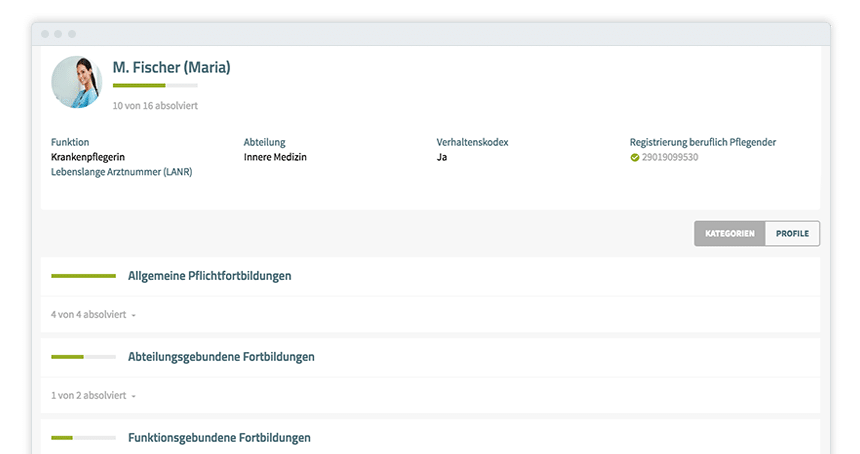 M. Fischer (Maria)
10 von 16 absolviert
Funktion
Krankenpflegerin
Lebenslange Arztnummer (LANR)
Abteilung
Innere Medizin
Verhaltenskodex
Ja
Registrierung beruflich Pflegender
29019099530
KATEGORIEN PROFILE
Allgemeine Pflichtfortbildungen
4 von 4 absolviert
Abteilungsgebundene Fortbildungen
1 von 2 absolviert
Funktionsgebundene Fortbildungen